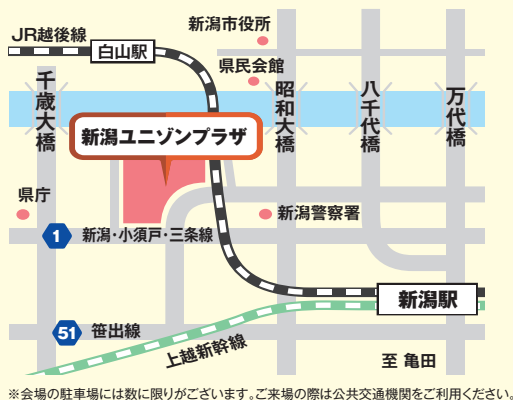 新潟市役所
JR越後線
白山駅
県民会館
千歳大橋
昭和大橋
八千代橋
万代橋
新潟ユニゾンプラザ
県庁
新潟警察署
1
新潟・小須戸・三条線
新潟駅
51
笹出線
上越新幹線
至 亀田
※会場の駐車場には数に限りがございます。ご来場の際は公共交通機関をご利用ください。